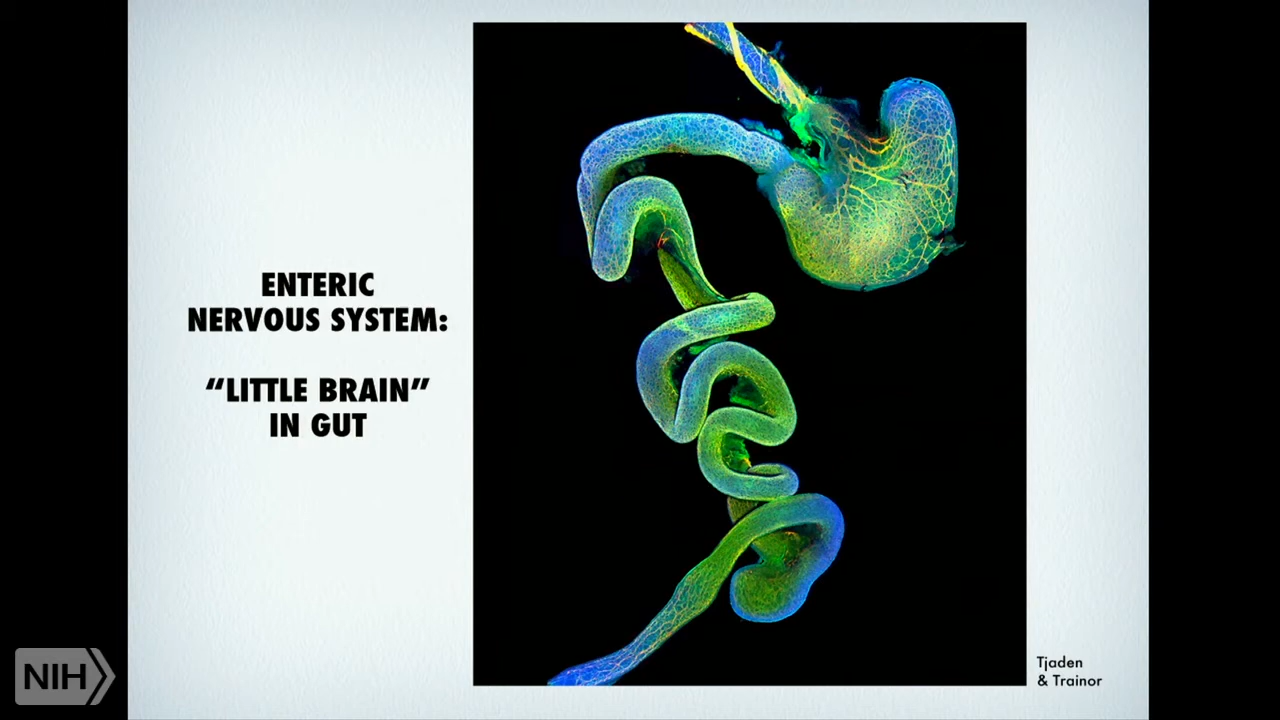 ENTERIC
NERVOUS SYSTEM:
“LITTLE BRAIN”
IN GUT
Tjaden
& Trainor
NIH